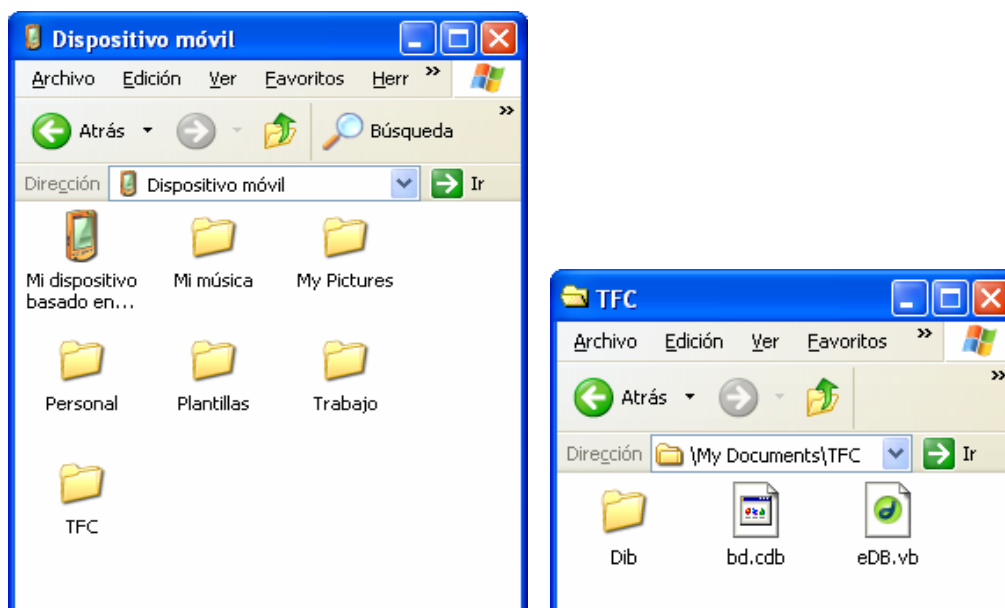 Dispositivo móvil
Archivo Edición Ver Favoritos Herr »
Atrás Búsqueda »
Dirección Dispositivo móvil Ir
Mi dispositivo basado en...
Mi música
My Pictures
Personal
Plantillas
Trabajo
TFC
TFC
Archivo Edición Ver Favoritos »
Atrás »
Dirección \My Documents\TFC Ir
Dib
bd.cdb
eDB.vb